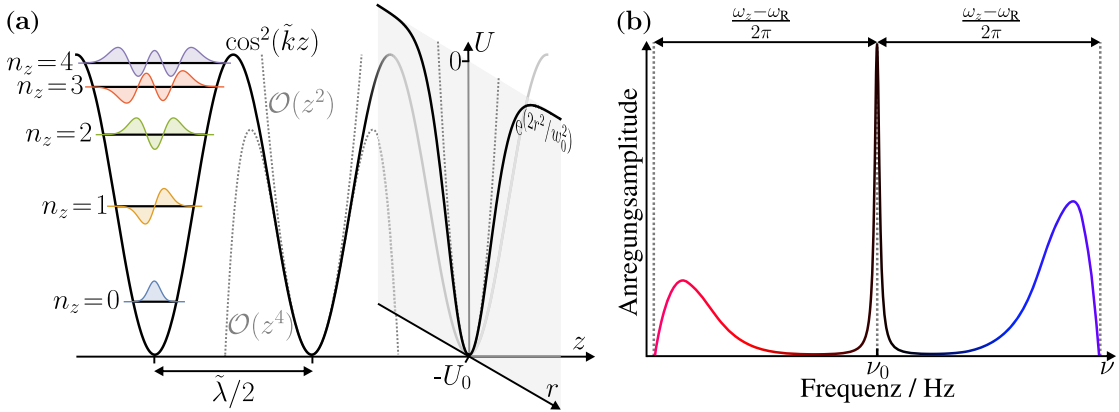 (a)
cos²(k̃z)
U
0
n_z=4
n_z=3
n_z=2
n_z=1
n_z=0
𝒪(z²)
𝒪(z⁴)
e^(2r²/w₀²)
λ̃/2
-U₀
z
r
(b)
ω_z−ω_R
2π
ω_z−ω_R
2π
Anregungsamplitude
ν₀
ν
Frequenz / Hz